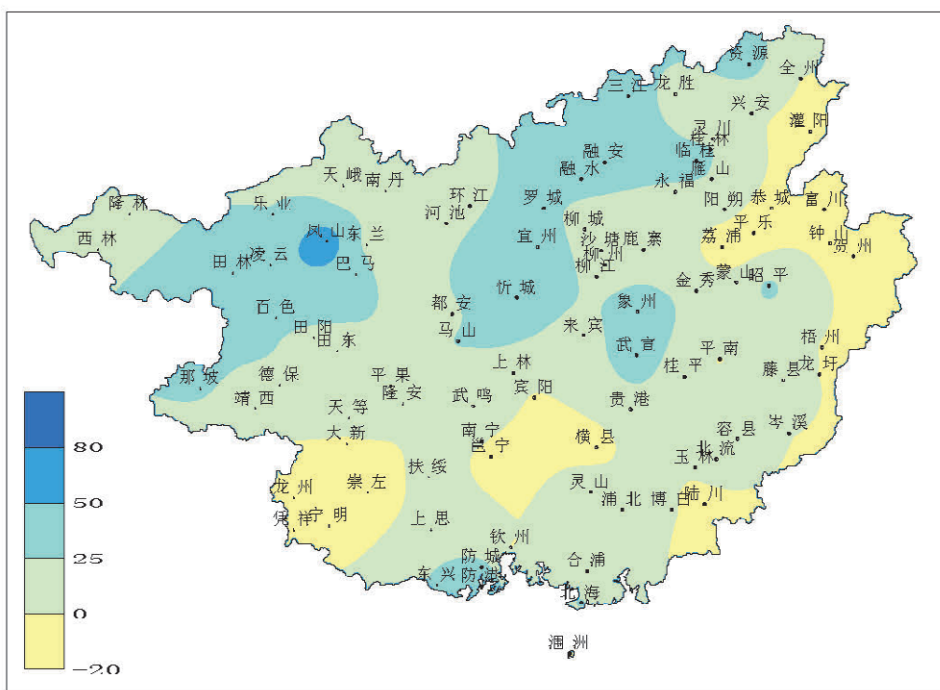 资源
全州
三江
龙胜
兴安
灌阳
灵川
桂林
临桂
融安
融水
雁山
永福
天峨
南丹
环江
罗城
阳朔
恭城
富川
隆林
乐业
河池
柳城
平乐
西林
凤山
东兰
宜州
沙塘
鹿寨
荔浦
钟山
贺州
田林
凌云
巴马
柳州
柳江
金秀
蒙山
昭平
忻城
象州
百色
都安
田阳
田东
马山
来宾
武宣
梧州
那坡
德保
平果
上林
桂平
平南
藤县
龙圩
靖西
隆安
武鸣
宾阳
贵港
天等
大新
南宁
邕宁
横县
容县
岑溪
北流
玉林
扶绥
龙州
崇左
灵山
浦北
博白
陆川
凭祥
宁明
上思
钦州
防城
东兴
防港
合浦
北海
涠洲
80
50
25
0
-20